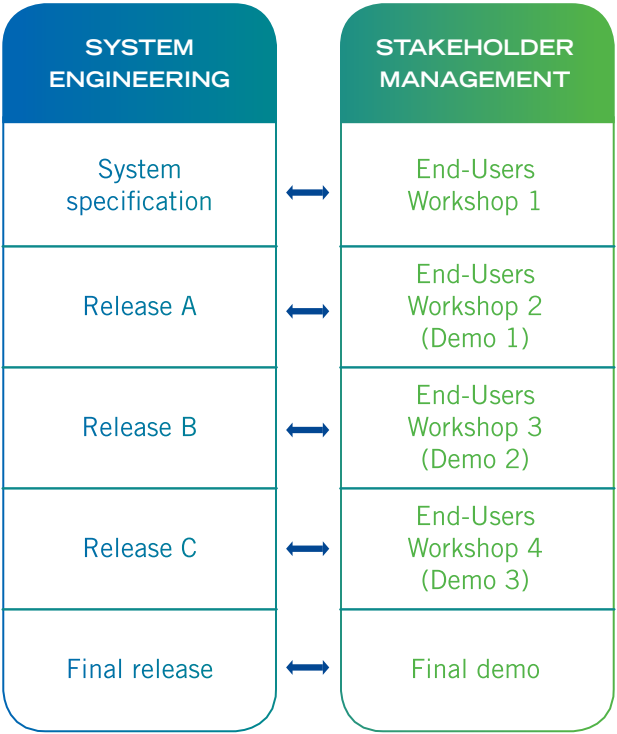 SYSTEM
ENGINEERING
STAKEHOLDER
MANAGEMENT
System
specification
End-Users
Workshop 1
Release A
End-Users
Workshop 2
(Demo 1)
Release B
End-Users
Workshop 3
(Demo 2)
Release C
End-Users
Workshop 4
(Demo 3)
Final release
Final demo